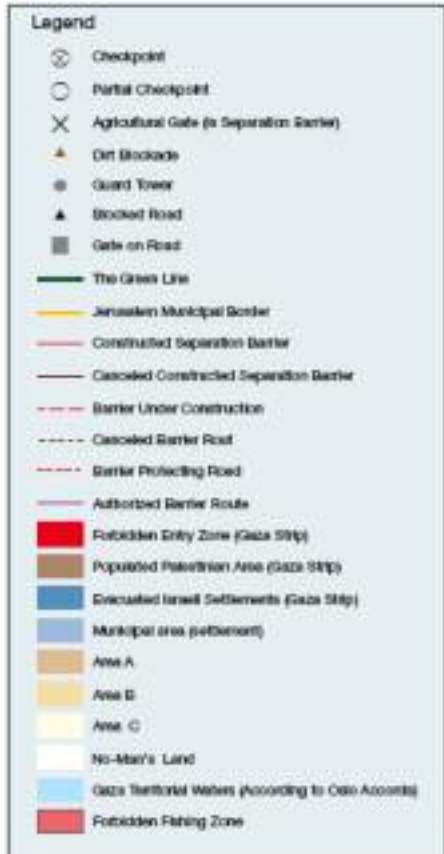 Legend
Checkpoint
Partial Checkpoint
Agricultural Gate (in Separation Barrier)
Dirt Blockade
Guard Tower
Blocked Road
Gate on Road
The Green Line
Jerusalem Municipal Border
Constructed Separation Barrier
Canceled Constructed Separation Barrier
Barrier Under Construction
Canceled Barrier Rout
Barrier Protecting Road
Authorized Barrier Route
Forbidden Entry Zone (Gaza Strip)
Populated Palestinian Area (Gaza Strip)
Evacuated Israeli Settlements (Gaza Strip)
Municipal area (settlement)
Area A
Area B
Area C
No-Man's Land
Gaza Territorial Waters (According to Oslo Accords)
Forbidden Fishing Zone